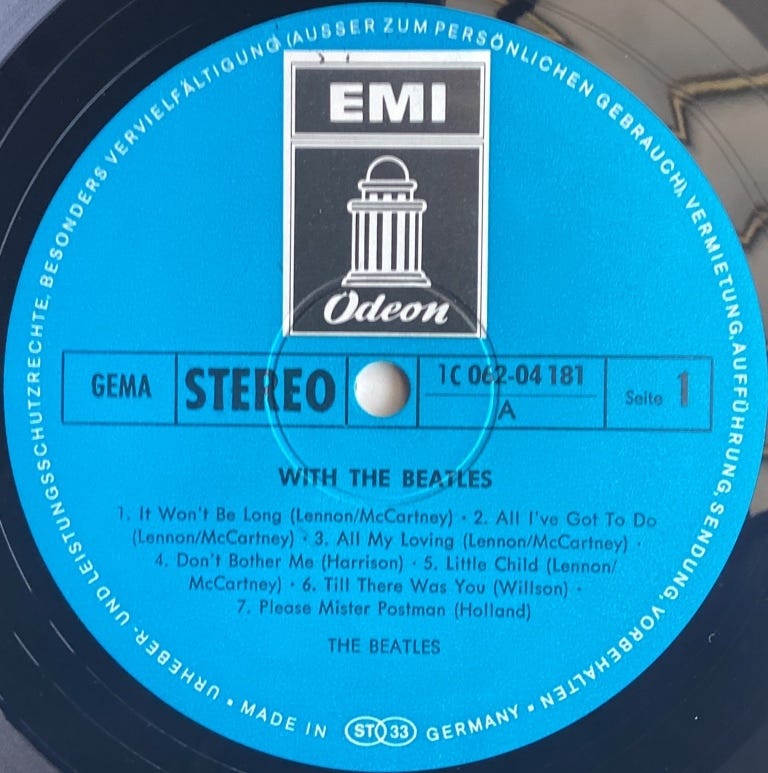 URHEBER- UND LEISTUNGSSCHUTZRECHTE, BESONDERS VERVIELFÄLTIGUNG (AUSSER ZUM PERSÖNLICHEN GEBRAUCH), VERMIETUNG, AUFFÜHRUNG, SENDUNG, VORBEHALTEN
EMI
Odeon
GEMA STEREO 1C 062-04 181 Seite 1
A
WITH THE BEATLES
1. It Won't Be Long (Lennon/McCartney) · 2. All I've Got To Do
(Lennon/McCartney) · 3. All My Loving (Lennon/McCartney) ·
4. Don't Bother Me (Harrison) · 5. Little Child (Lennon/
McCartney) · 6. Till There Was You (Willson) ·
7. Please Mister Postman (Holland)
THE BEATLES
• MADE IN ST 33 GERMANY •